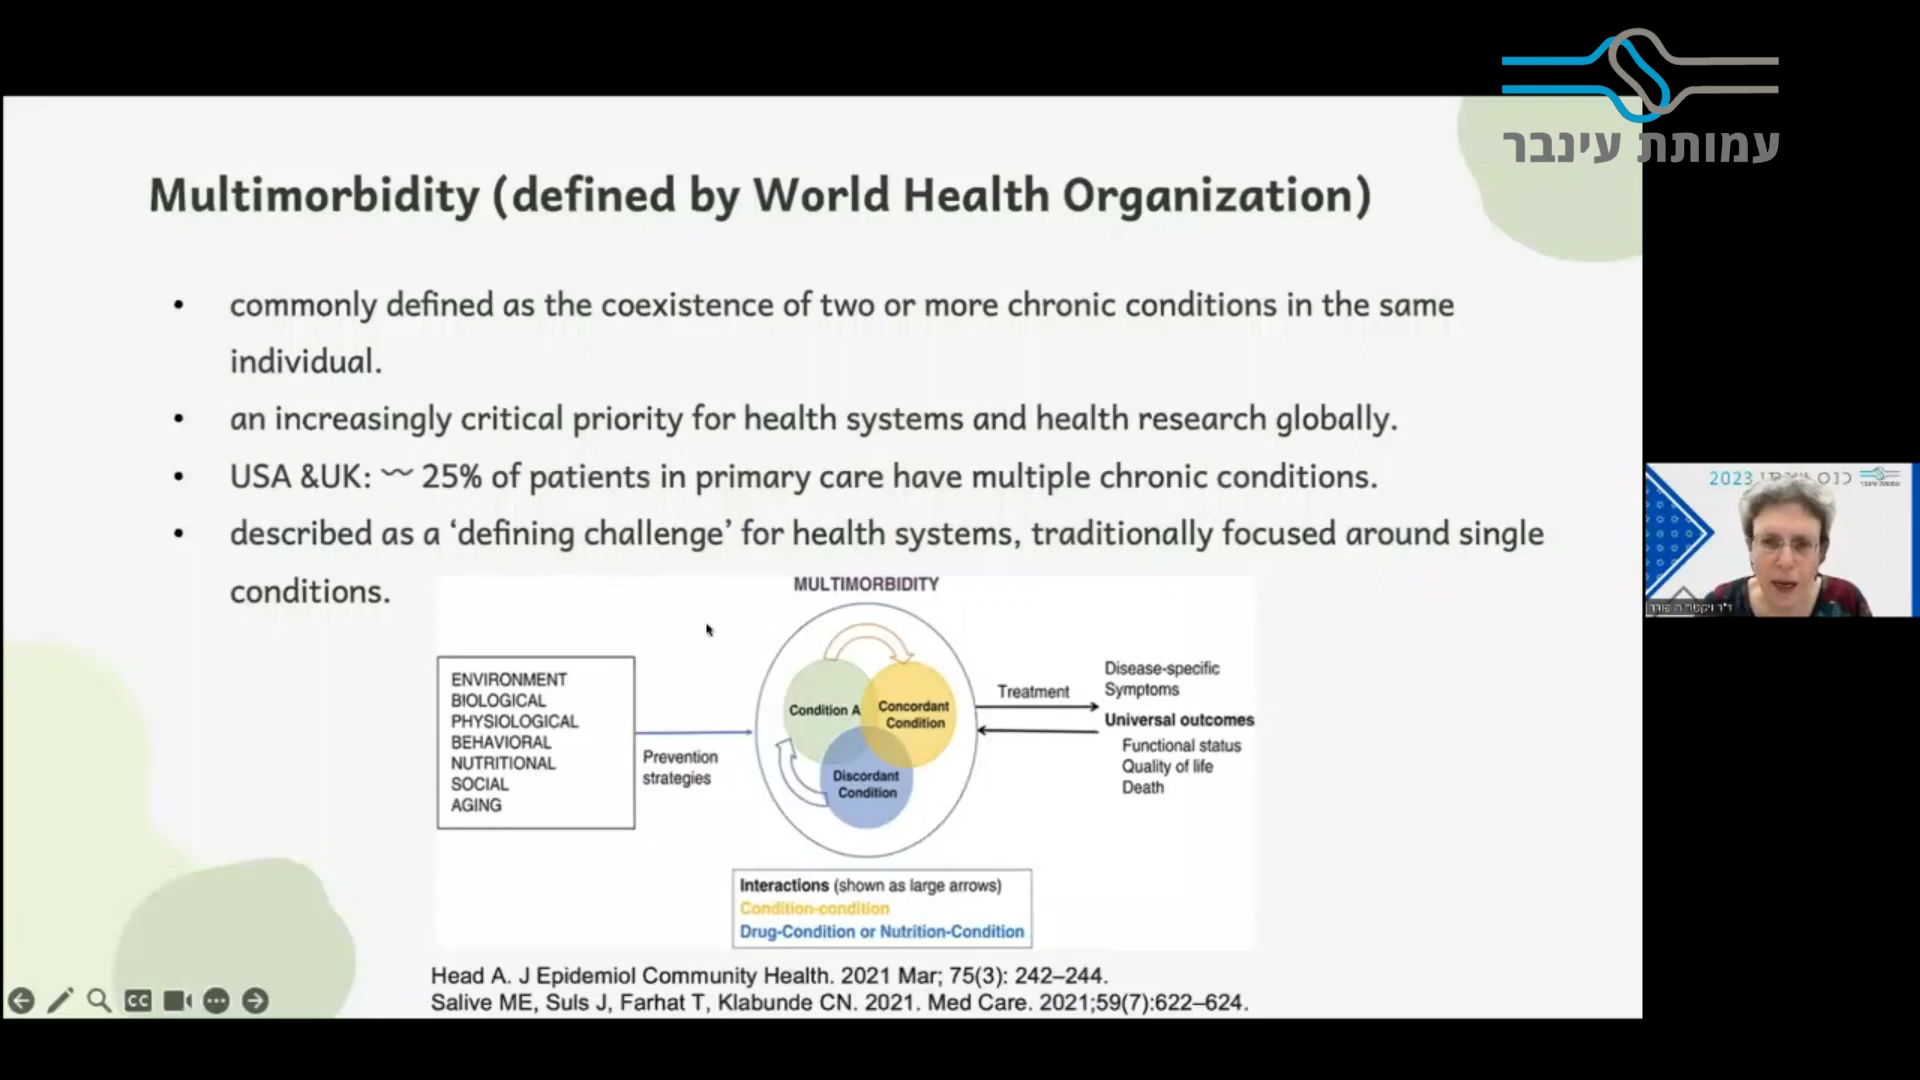 עמותת עינבר
Multimorbidity (defined by World Health Organization)
• commonly defined as the coexistence of two or more chronic conditions in the same
individual.
• an increasingly critical priority for health systems and health research globally.
• USA &UK: 〰 25% of patients in primary care have multiple chronic conditions.
• described as a ‘defining challenge’ for health systems, traditionally focused around single
conditions.
MULTIMORBIDITY
ENVIRONMENT
BIOLOGICAL
PHYSIOLOGICAL
BEHAVIORAL
NUTRITIONAL
SOCIAL
AGING
Prevention
strategies
Condition A
Concordant
Condition
Discordant
Condition
Treatment
Disease-specific
Symptoms
Universal outcomes
Functional status
Quality of life
Death
Interactions (shown as large arrows)
Condition-condition
Drug-Condition or Nutrition-Condition
Head A. J Epidemiol Community Health. 2021 Mar; 75(3): 242–244.
Salive ME, Suls J, Farhat T, Klabunde CN. 2021. Med Care. 2021;59(7):622–624.
CC
כנס 2023
ד"ר